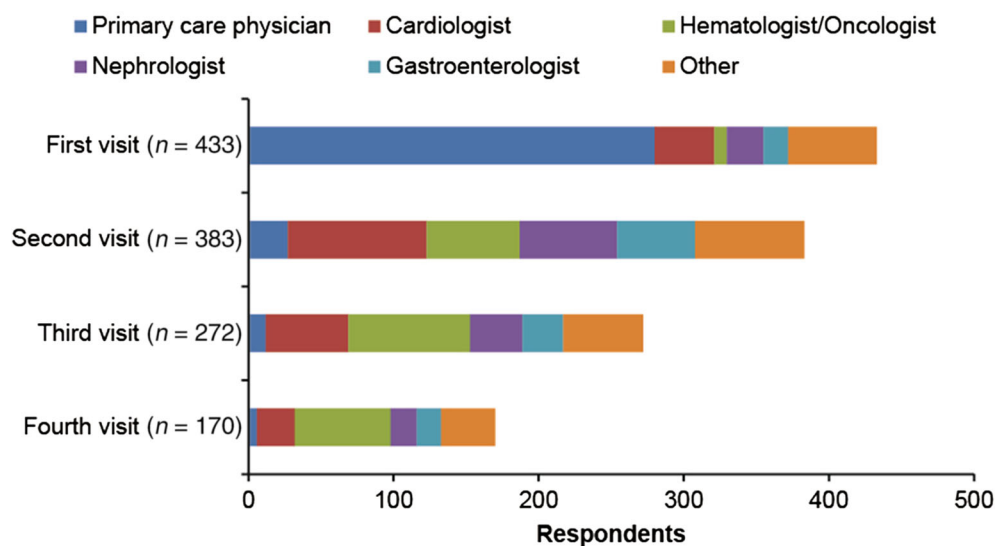 Primary care physician Cardiologist Hematologist/Oncologist
Nephrologist Gastroenterologist Other
First visit (n = 433)
Second visit (n = 383)
Third visit (n = 272)
Fourth visit (n = 170)
0 100 200 300 400 500
Respondents